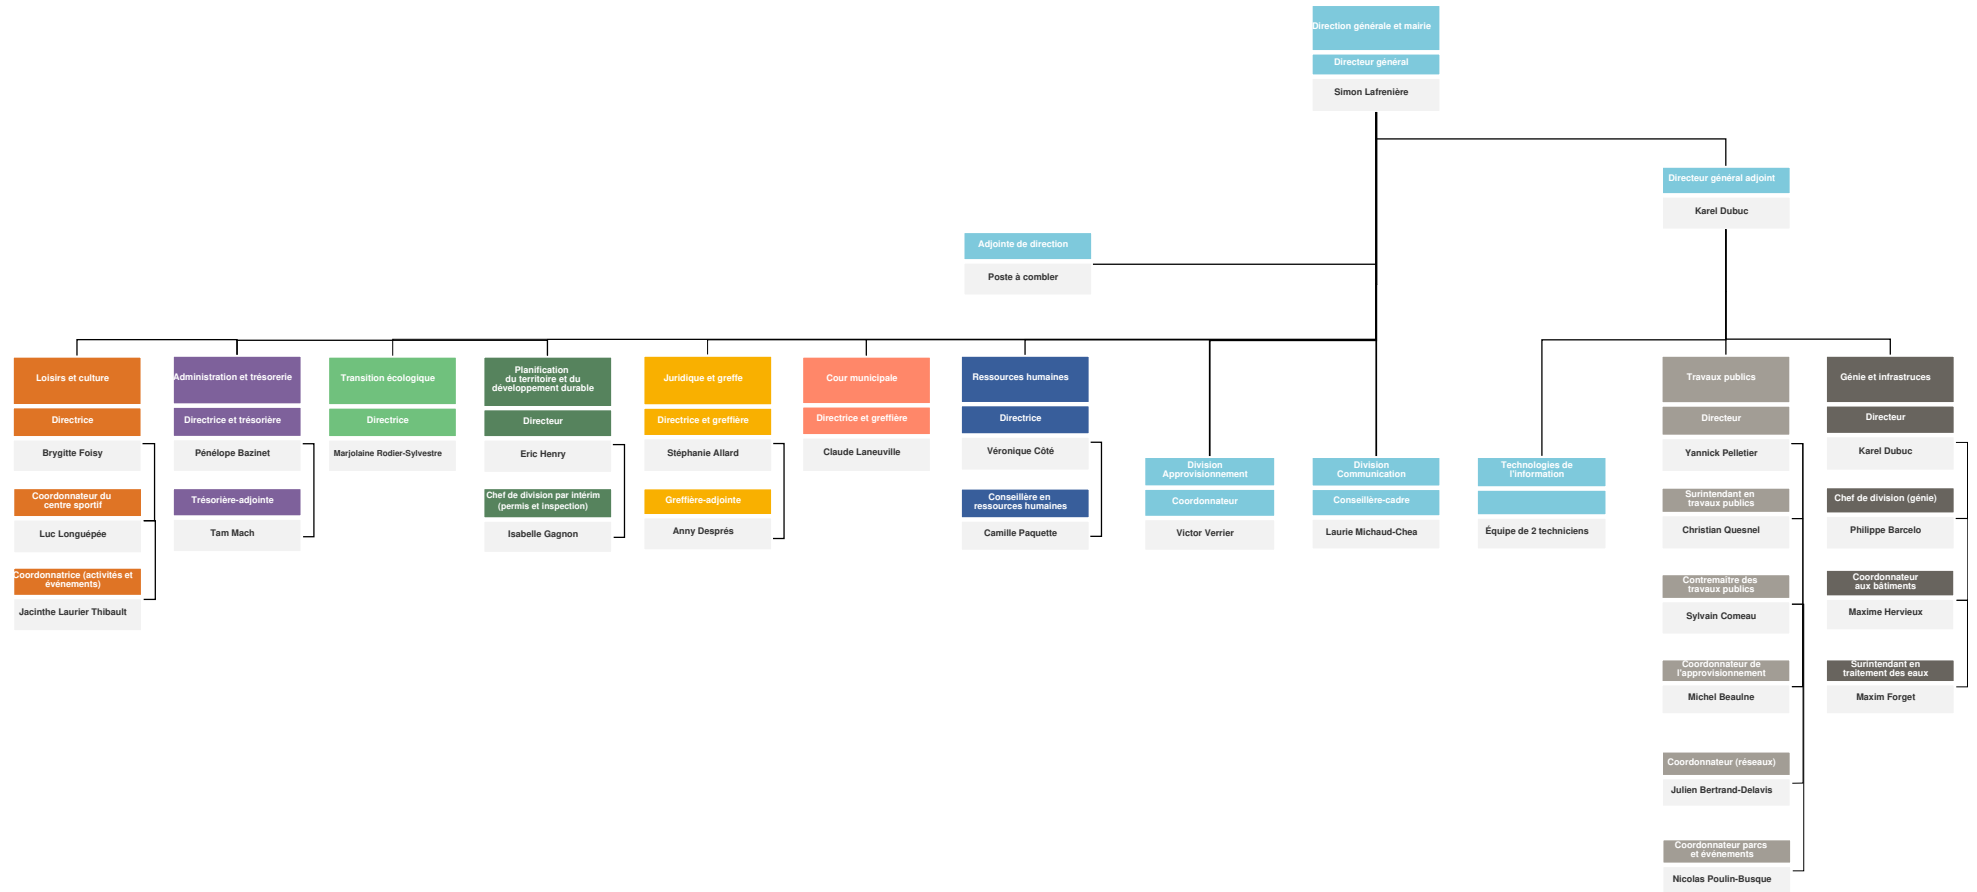 Direction générale et mairie
Directeur général
Simon Lafrenière
Directeur général adjoint
Karel Dubuc
Adjointe de direction
Poste à combler
Loisirs et culture
Directrice
Brygitte Foisy
Coordonnateur du
centre sportif
Luc Longuépée
Coordonnatrice (activités et
événements)
Jacinthe Laurier Thibault
Administration et trésorerie
Directrice et trésorière
Pénélope Bazinet
Trésorière-adjointe
Tam Mach
Transition écologique
Directrice
Marjolaine Rodier-Sylvestre
Planification
du territoire et du
développement durable
Directeur
Eric Henry
Chef de division par intérim
(permis et inspection)
Isabelle Gagnon
Juridique et greffe
Directrice et greffière
Stéphanie Allard
Greffière-adjointe
Anny Després
Cour municipale
Directrice et greffière
Claude Laneuville
Ressources humaines
Directrice
Véronique Côté
Conseillère en
ressources humaines
Camille Paquette
Division
Approvisionnement
Coordonnateur
Victor Verrier
Division
Communication
Conseillère-cadre
Laurie Michaud-Chea
Technologies de
l'information
Équipe de 2 techniciens
Travaux publics
Directeur
Yannick Pelletier
Surintendant en
travaux publics
Christian Quesnel
Contremaître des
travaux publics
Sylvain Comeau
Coordonnateur de
l'approvisionnement
Michel Beaulne
Coordonnateur (réseaux)
Julien Bertrand-Delavis
Coordonnateur parcs
et événements
Nicolas Poulin-Busque
Génie et infrastruces
Directeur
Karel Dubuc
Chef de division (génie)
Philippe Barcelo
Coordonnateur
aux bâtiments
Maxime Hervieux
Surintendant en
traitement des eaux
Maxim Forget